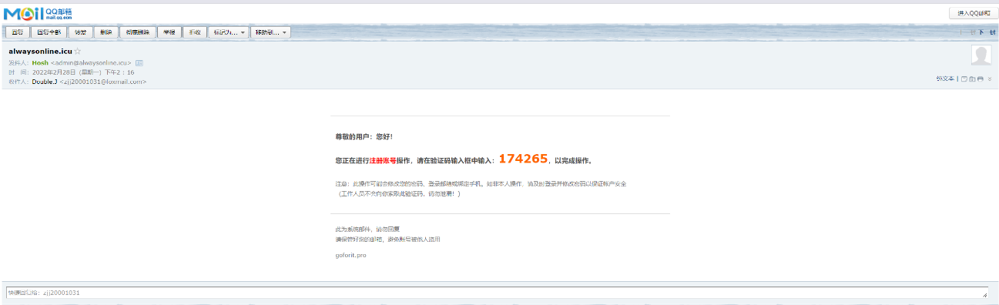 Mail QQ邮箱
mail.qq.com
进入QQ邮箱
回复 回复全部 转发 删除 彻底删除 举报 拒收 标记为... 移动到...
下一封
alwaysonline.icu
发件人：Hosh <admin@alwaysonline.icu>
时 间：2022年2月28日 (星期一) 下午2：16
纯文本 |
收件人：Double.J <zjj20001031@foxmail.com>
尊敬的用户：您好！
您正在进行注册账号操作，请在验证码输入框中输入：174265，以完成操作。
注意：此操作可能会修改您的密码、登录邮箱或绑定手机。如非本人操作，请及时登录并修改密码以保证帐户安全
（工作人员不会向你索取此验证码，请勿泄漏！)
此为系统邮件，请勿回复
请保管好您的邮箱，避免账号被他人盗用
goforit.pro
快捷回复给：zjj20001031